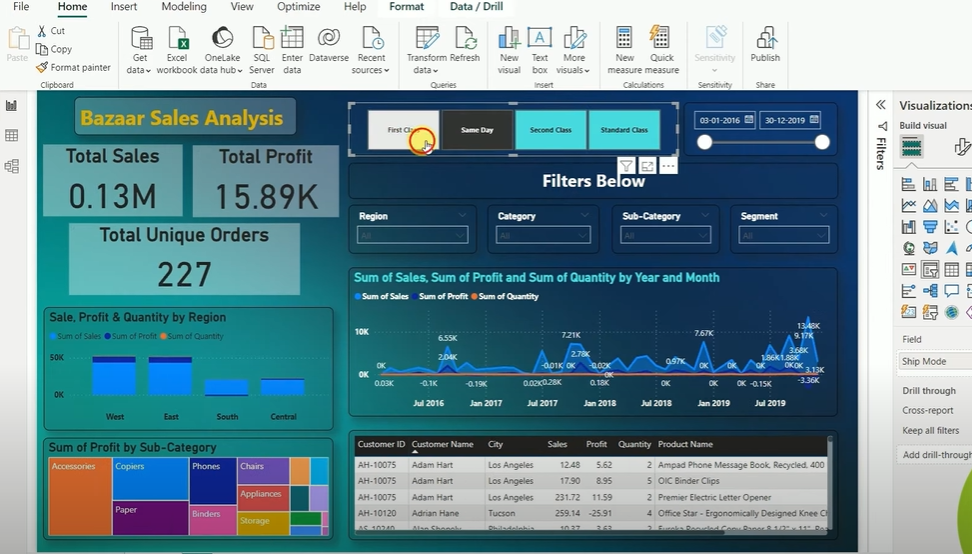 File Home Insert Modeling View Optimize Help Format Data / Drill
Paste
Cut
Copy
Format painter
Clipboard
Get data
Excel workbook
OneLake data hub
SQL Server
Enter data
Dataverse
Recent sources
Data
Transform data
Refresh
Queries
New visual
Text box
More visuals
Insert
New measure
Quick measure
Calculations
Sensitivity
Sensitivity
Publish
Share
Bazaar Sales Analysis
First Class Same Day Second Class Standard Class
03-01-2016 30-12-2019
Total Sales
0.13M
Total Profit
15.89K
Total Unique Orders
227
Filters Below
Region
All
Category
All
Sub-Category
All
Segment
All
Sale, Profit & Quantity by Region
Sum of Sales Sum of Profit Sum of Quantity
50K
0K
West East South Central
Sum of Sales, Sum of Profit and Sum of Quantity by Year and Month
Sum of Sales Sum of Profit Sum of Quantity
10K
0K
0K 6.55K 2.04K 7.21K 2.78K -0.01K 0K 0.97K 7.67K 0K 13.48K 9.17K 3.68K 1.86K 1.88K 0K 3.13K
0.03K -0.1K -0.19K 0.02K 0.28K 0.18K 0K 0K 0K -0.15K -3.36K
Jul 2016 Jan 2017 Jul 2017 Jan 2018 Jul 2018 Jan 2019 Jul 2019
Sum of Profit by Sub-Category
Accessories Copiers Phones Chairs
Paper Binders Appliances
Storage
Customer ID Customer Name City Sales Profit Quantity Product Name
AH-10075 Adam Hart Los Angeles 12.48 5.62 2 Ampad Phone Message Book, Recycled, 400
AH-10075 Adam Hart Los Angeles 17.90 8.95 5 OIC Binder Clips
AH-10075 Adam Hart Los Angeles 231.72 11.59 2 Premier Electric Letter Opener
AH-10120 Adrian Hane Tucson 259.14 -25.91 4 Office Star - Ergonomically Designed Knee
Filters
Visualizations
Build visual
Field
Ship Mode
Drill through
Cross-report
Keep all filters
Add drill-through